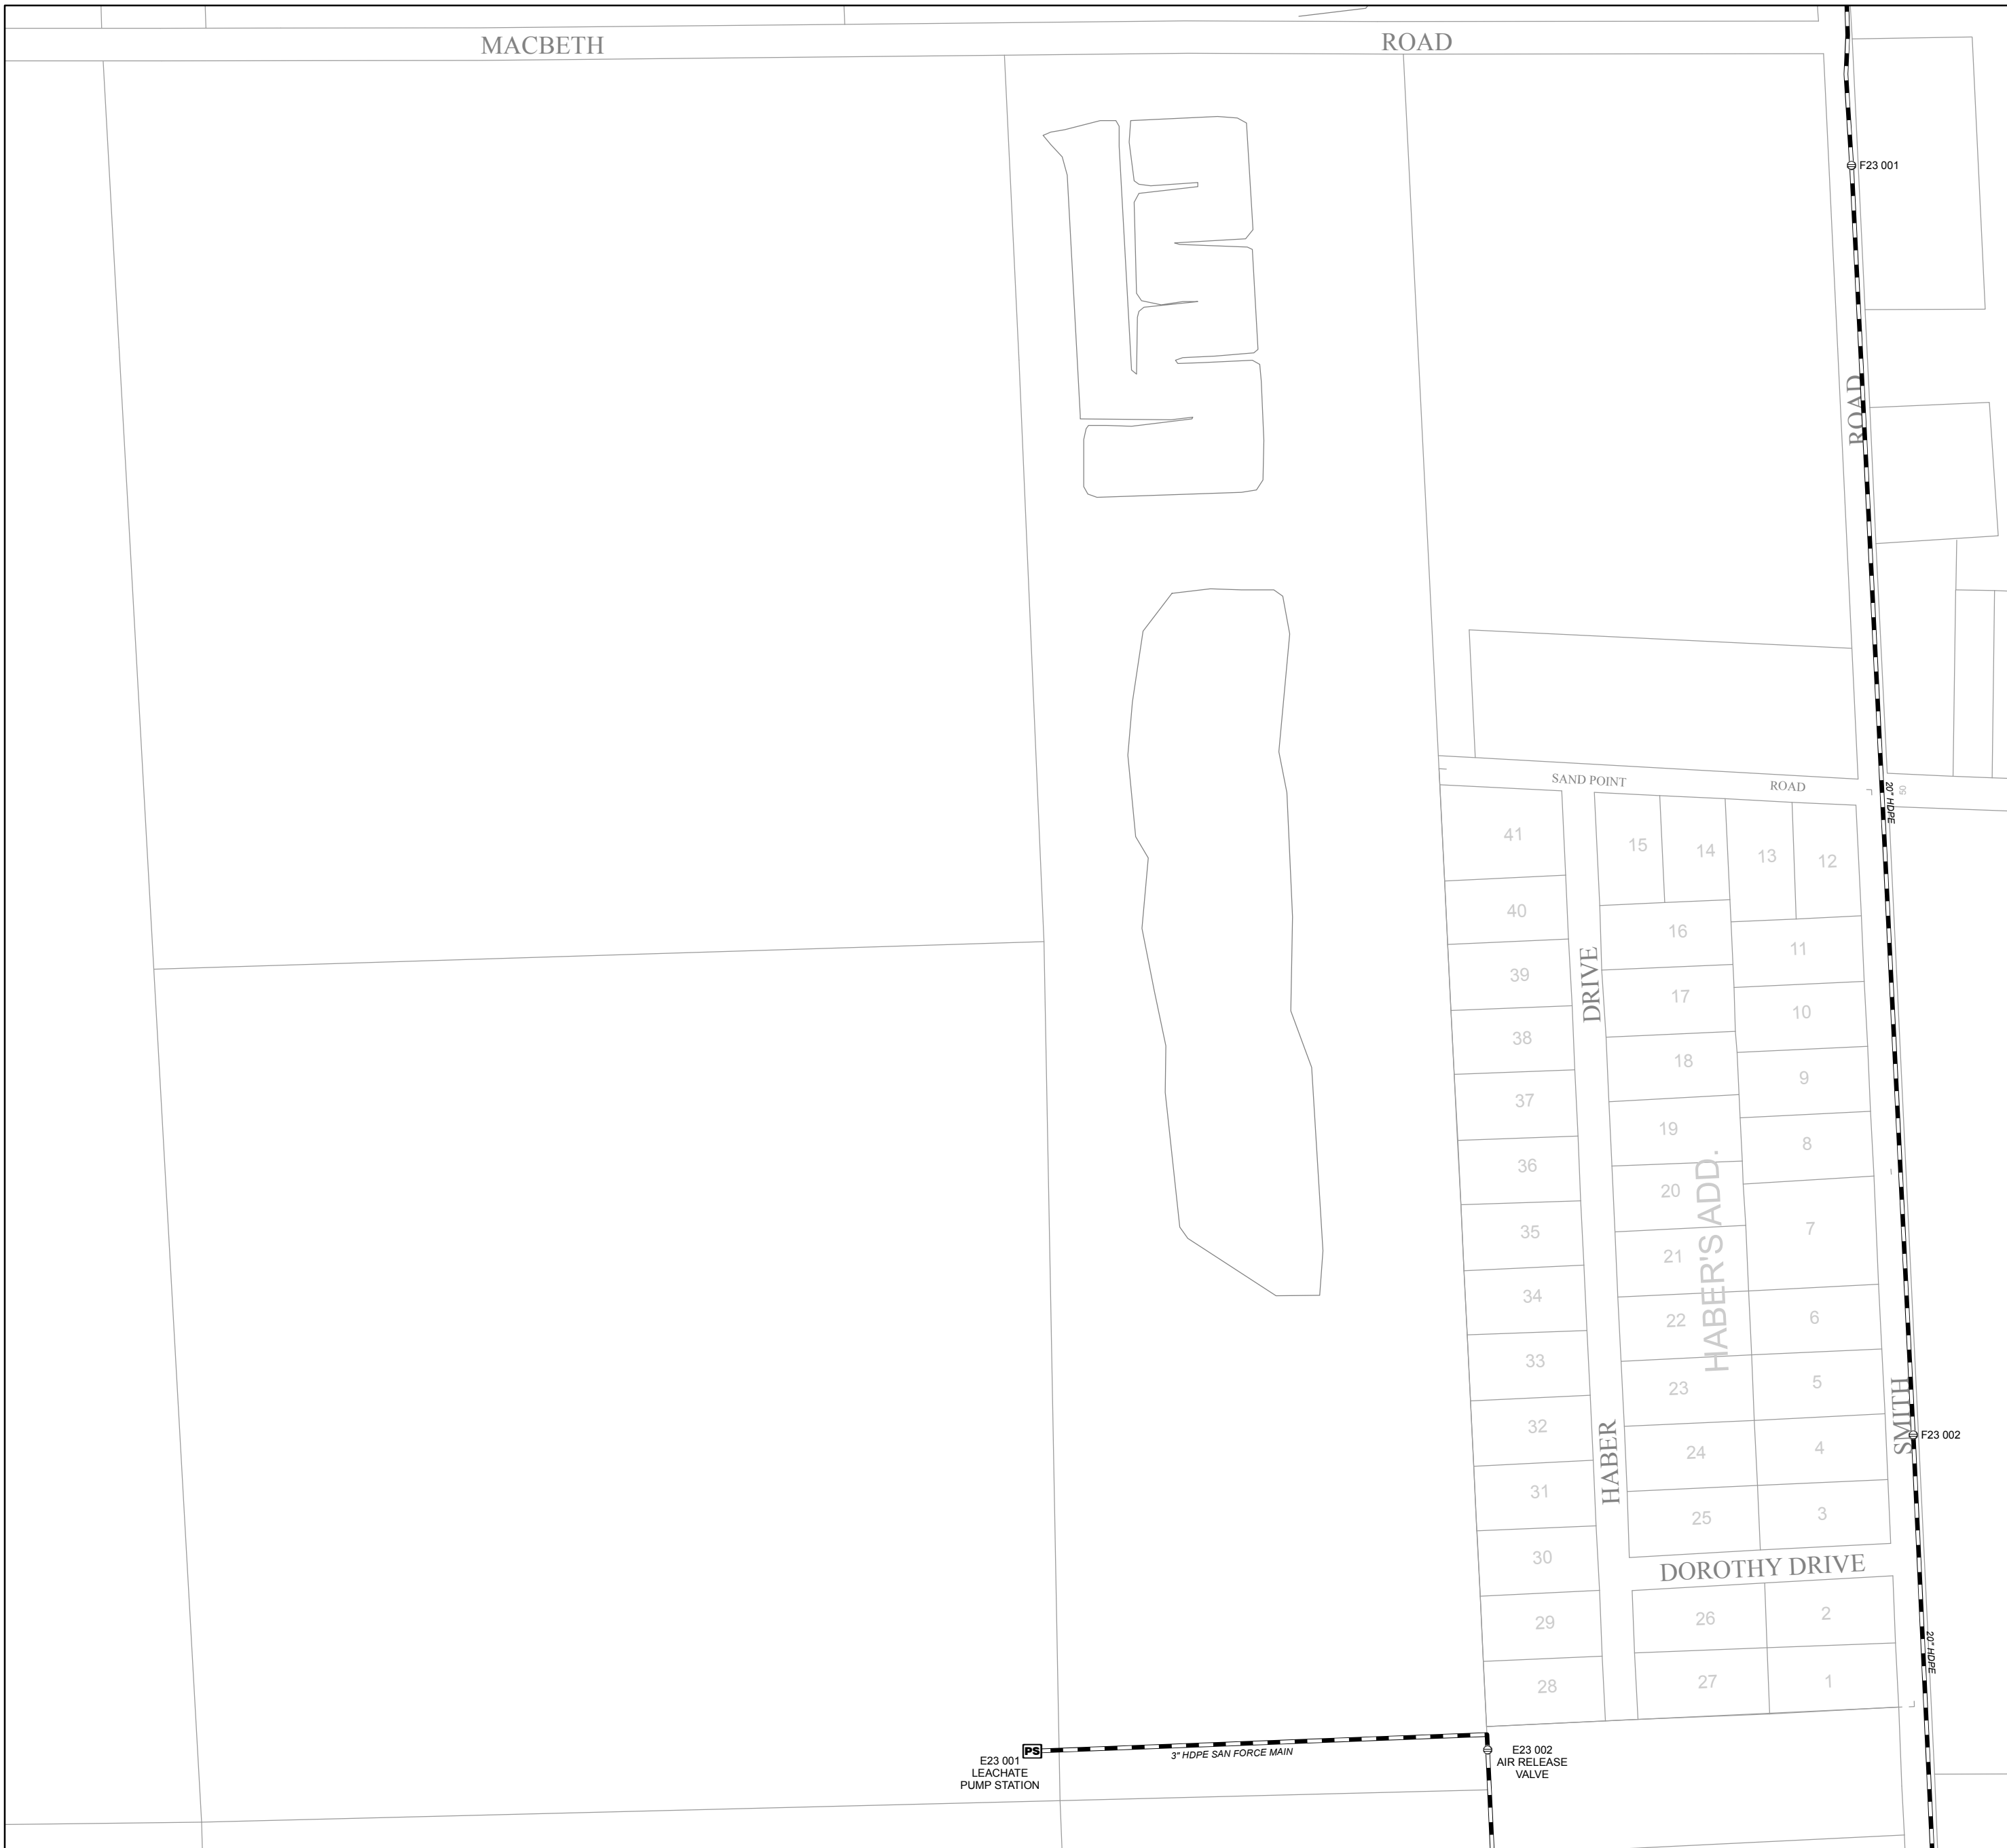 MACBETH ROAD
F23 001
ROAD
SAND POINT ROAD
20" HDPE
50
41
15
14
13
12
40
16
11
39
DRIVE
17
10
38
18
9
37
19
8
36
20
HABER'S ADD.
7
35
21
34
22
6
33
23
5
SMITH
32
HABER
24
4
F23 002
31
25
3
30
DOROTHY DRIVE
29
26
2
20" HDPE
28
27
1
PS
E23 001
LEACHATE
PUMP STATION
3" HDPE SAN FORCE MAIN
E23 002
AIR RELEASE
VALVE